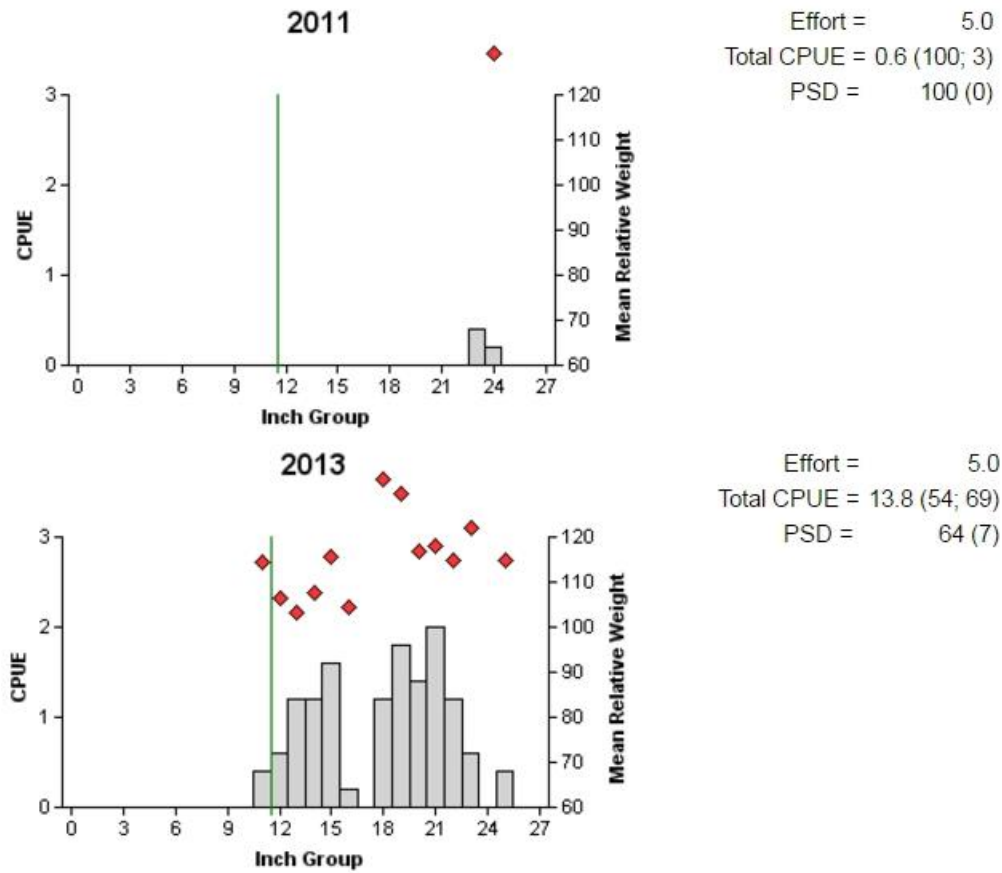 2011
Effort = 5.0
Total CPUE = 0.6 (100; 3)
PSD = 100 (0)
3
2
1
0
CPUE
120
110
100
90
80
70
60
Mean Relative Weight
0 3 6 9 12 15 18 21 24 27
Inch Group
2013
Effort = 5.0
Total CPUE = 13.8 (54; 69)
PSD = 64 (7)
3
2
1
0
CPUE
120
110
100
90
80
70
60
Mean Relative Weight
0 3 6 9 12 15 18 21 24 27
Inch Group